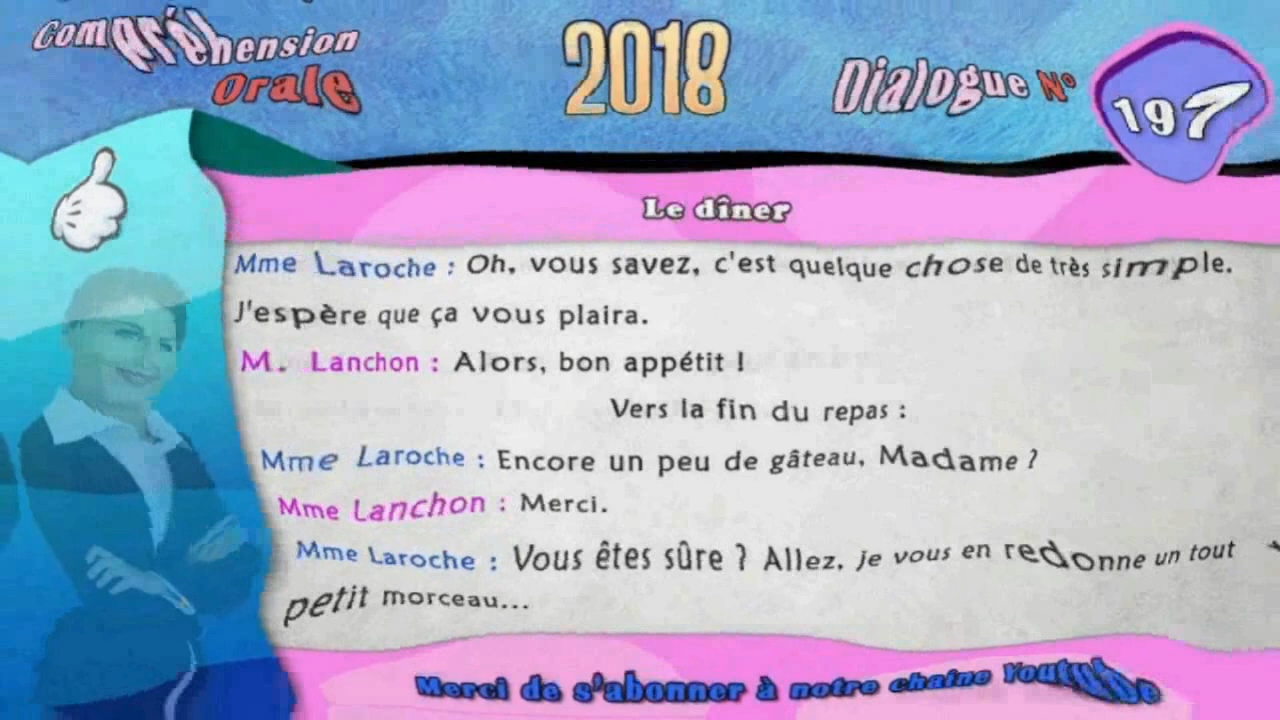 Compréhension
Orale
2018
Dialogue N°
197
Le dîner
Mme Laroche : Oh, vous savez, c'est quelque chose de très simple.
J'espère que ça vous plaira.
M. Lanchon : Alors, bon appétit !
Vers la fin du repas :
Mme Laroche : Encore un peu de gâteau, Madame ?
Mme Lanchon : Merci.
Mme Laroche : Vous êtes sûre ? Allez, je vous en redonne un tout
petit morceau...
Merci de s'abonner à notre chaîne Youtube